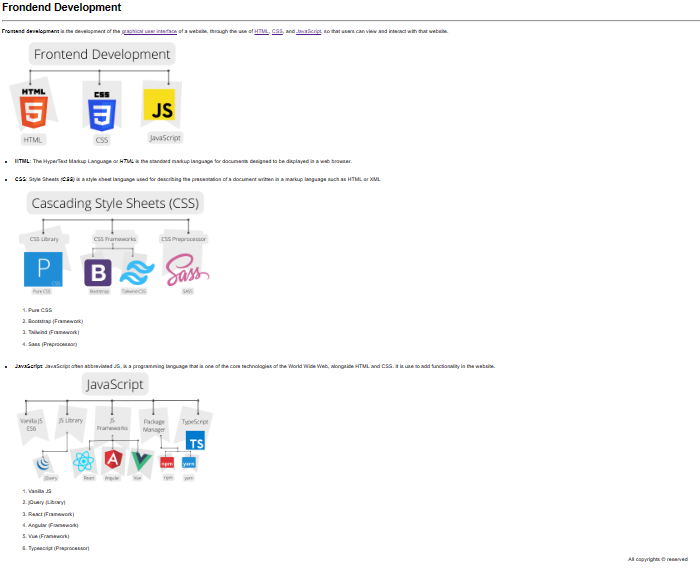 Frondend Development
Frontend development is the development of the graphical user interface of a website, through the use of HTML, CSS, and JavaScript, so that users can view and interact with that website.
Frontend Development
HTML CSS JS
HTML CSS JavaScript
HTML: The HyperText Markup Language or HTML is the standard markup language for documents designed to be displayed in a web browser.
CSS: Style Sheets (CSS) is a style sheet language used for describing the presentation of a document written in a markup language such as HTML or XML
Cascading Style Sheets (CSS)
CSS Library CSS Frameworks CSS Preprocessor
P B Sass
Pure CSS Bootstrap Tailwind CSS SASS
1. Pure CSS
2. Bootstrap (Framework)
3. Tailwind (Framework)
4. Sass (Preprocessor)
JavaScript: JavaScript often abbreviated JS, is a programming language that is one of the core technologies of the World Wide Web, alongside HTML and CSS. It is use to add functionality in the website.
JavaScript
Vanilla JS JS Library JS Package TypeScript
ES6 Frameworks Manager
TS
A npm yarn
jQuery React Angular Vue npm yarn
1. Vanilla JS
2. jQuery (Library)
3. React (Framework)
4. Angular (Framework)
5. Vue (Framework)
6. Typescript (Preprocessor)
All copyrights © reserved